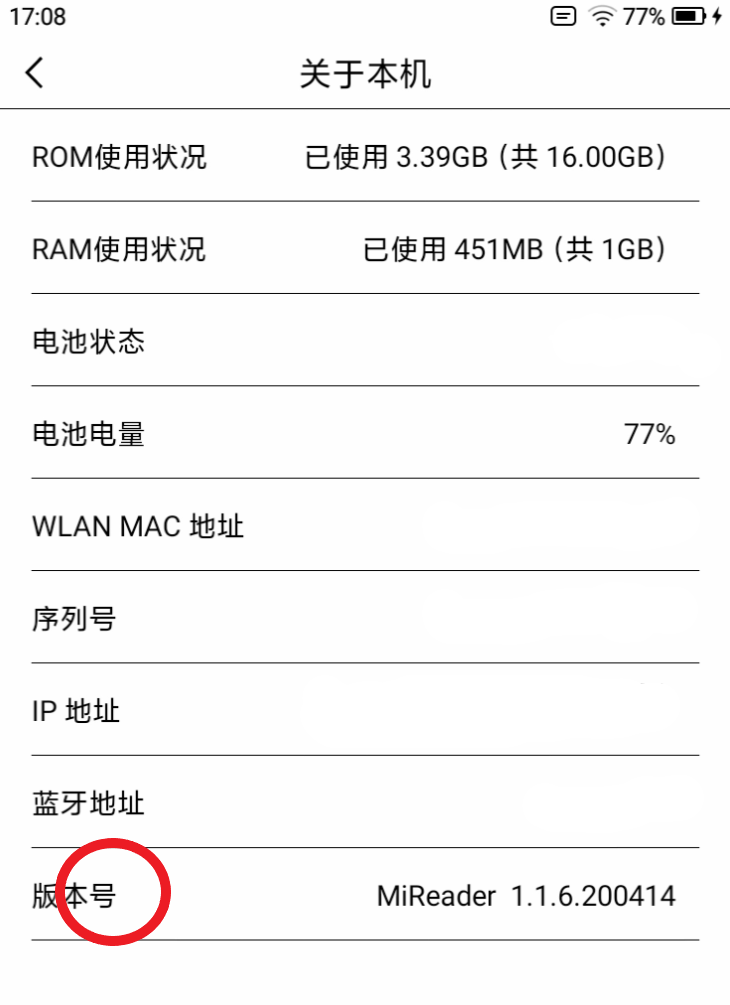 17:08 77%
关于本机
ROM使用状况 已使用 3.39GB（共 16.00GB）
RAM使用状况 已使用 451MB（共 1GB）
电池状态
电池电量 77%
WLAN MAC 地址
序列号
IP 地址
蓝牙地址
版本号 MiReader 1.1.6.200414